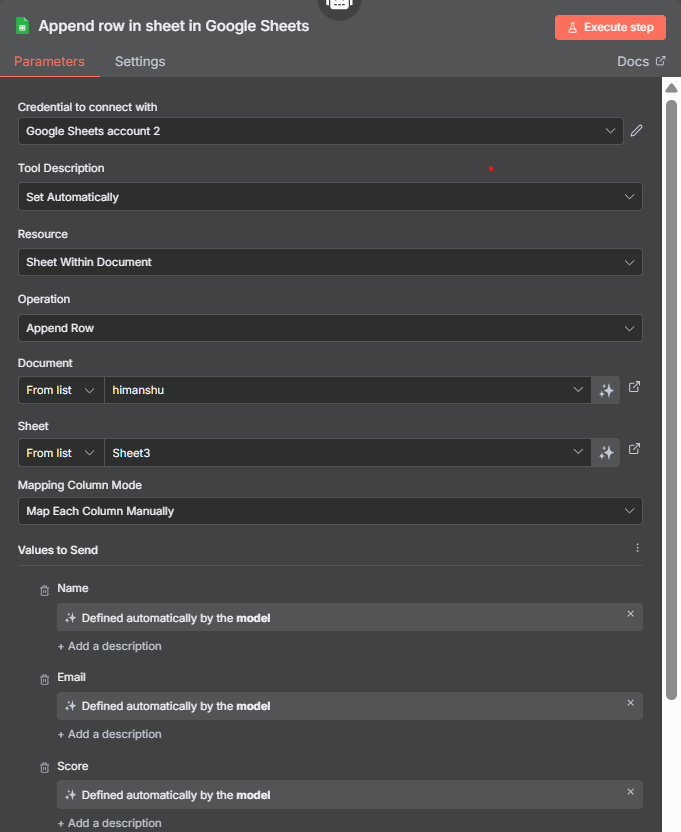 Append row in sheet in Google Sheets
Execute step
Parameters
Settings
Docs
Credential to connect with
Google Sheets account 2
Tool Description
Set Automatically
Resource
Sheet Within Document
Operation
Append Row
Document
From list
himanshu
Sheet
From list
Sheet3
Mapping Column Mode
Map Each Column Manually
Values to Send
Name
Defined automatically by the model
+ Add a description
Email
Defined automatically by the model
+ Add a description
Score
Defined automatically by the model
+ Add a description